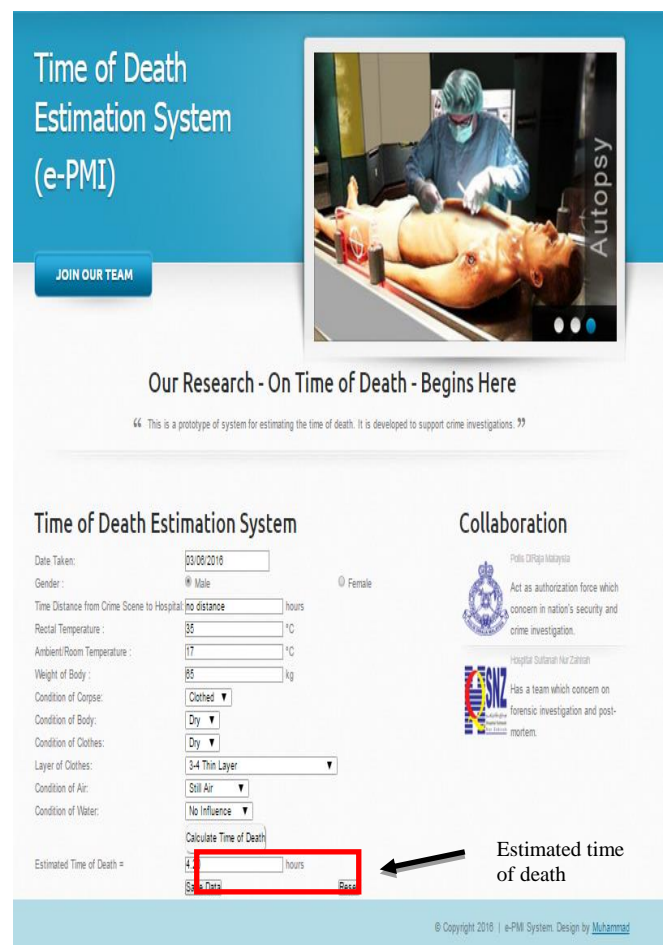 Time of Death
Estimation System
(e-PMI)
Autopsy
JOIN OUR TEAM
Our Research - On Time of Death - Begins Here
“ This is a prototype of system for estimating the time of death. It is developed to support crime investigations. ”
Time of Death Estimation System
Date Taken: 03/06/2016
Gender : Male Female
Time Distance from Crime Scene to Hospital: no distance hours
Rectal Temperature : 35 °C
Ambient/Room Temperature : 17 °C
Weight of Body : 65 kg
Condition of Corpse: Clothed
Condition of Body: Dry
Condition of Clothes: Dry
Layer of Clothes: 3-4 Thin Layer
Condition of Air: Still Air
Condition of Water: No Influence
Calculate Time of Death
Estimated Time of Death = hours
Save Data Reset
Collaboration
Polis DiRaja Malaysia
Act as authorization force which
concern in nation's security and
crime investigation.
Hospital Sultanah Nur Zahirah
SNZ
Has a team which concern on
forensic investigation and post-
mortem.
Estimated time
of death
© Copyright 2016 | e-PMI System. Design by Muhammad